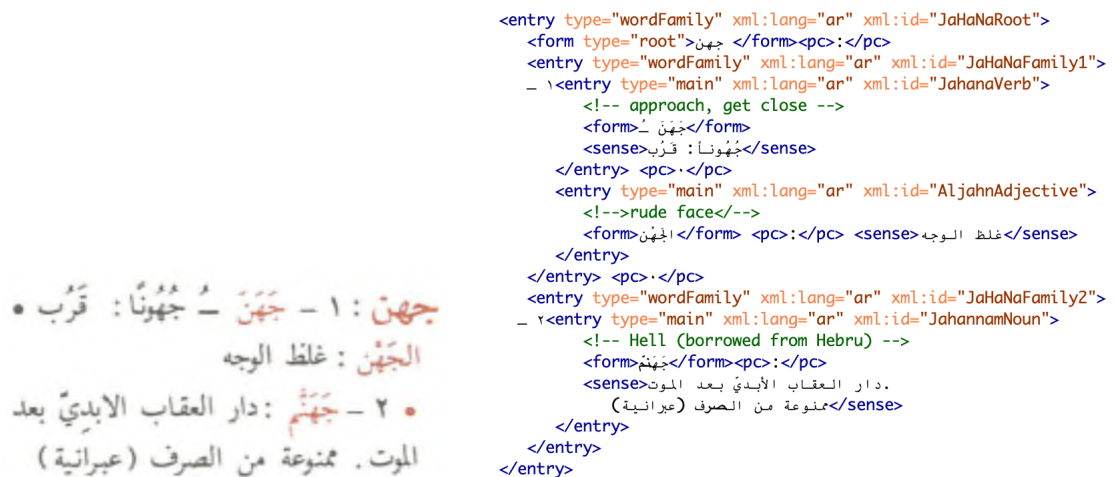 جهن : ١ – جَهَنَ ــُ جُهُونًا : قَرُب •
الجَهْن : غلظ الوجه
• ٢ – جَهَنَّم : دار العقاب الابديّ بعد
الموت . ممنوعة من الصرف (عبرانية)
<entry type="wordFamily" xml:lang="ar" xml:id="JaHaNaRoot">
<form type="root">جهن </form><pc>:</pc>
<entry type="wordFamily" xml:lang="ar" xml:id="JaHaNaFamily1">
١ – <entry type="main" xml:lang="ar" xml:id="JahanaVerb">
<!-- approach, get close -->
<form>جَهَنَ ـُ</form>
<sense>جُهُوناً: قَرُب</sense>
</entry> <pc>·</pc>
<entry type="main" xml:lang="ar" xml:id="AljahnAdjective">
<!-->rude face</-->
<form>الجَهْن</form> <pc>:</pc> <sense>غلظ الوجه</sense>
</entry>
</entry> <pc>·</pc>
<entry type="wordFamily" xml:lang="ar" xml:id="JaHaNaFamily2">
٢ – <entry type="main" xml:lang="ar" xml:id="JahannamNoun">
<!-- Hell (borrowed from Hebru) -->
<form>جَهَنَّم</form><pc>:</pc>
<sense>دار العقاب الأبديّ بعد الموت.
ممنوعة من الصرف (عبرانية)</sense>
</entry>
</entry>
</entry>